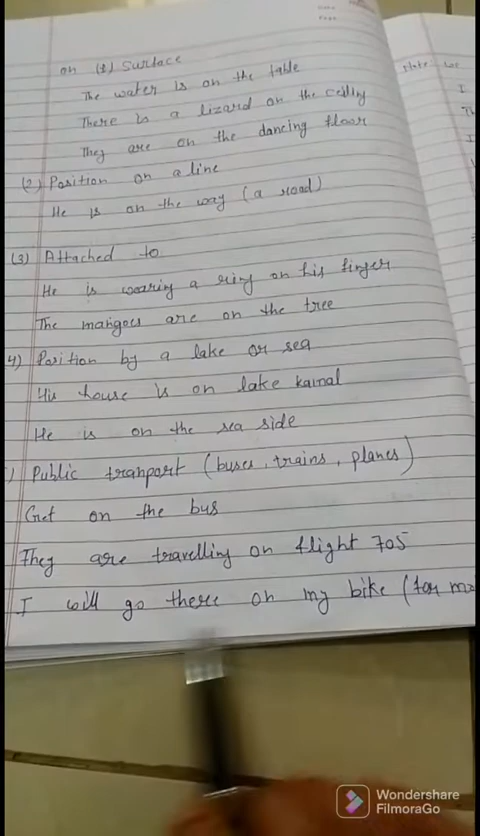 on (1) Surface
The water is on the table
There is a lizard on the ceiling
They are on the dancing floor
(2) Position on a line
He is on the way (a road)
(3) Attached to
He is wearing a ring on his finger
The mangoes are on the tree
4) Position by a lake or sea
His house is on lake
He is on the sea side
) Public tranport (buses, trains, planes)
Get on the bus
They are travelling on flight 705
I will go there on my bike (for
Note: we
I
Th
I
Wondershare
FilmoraGo